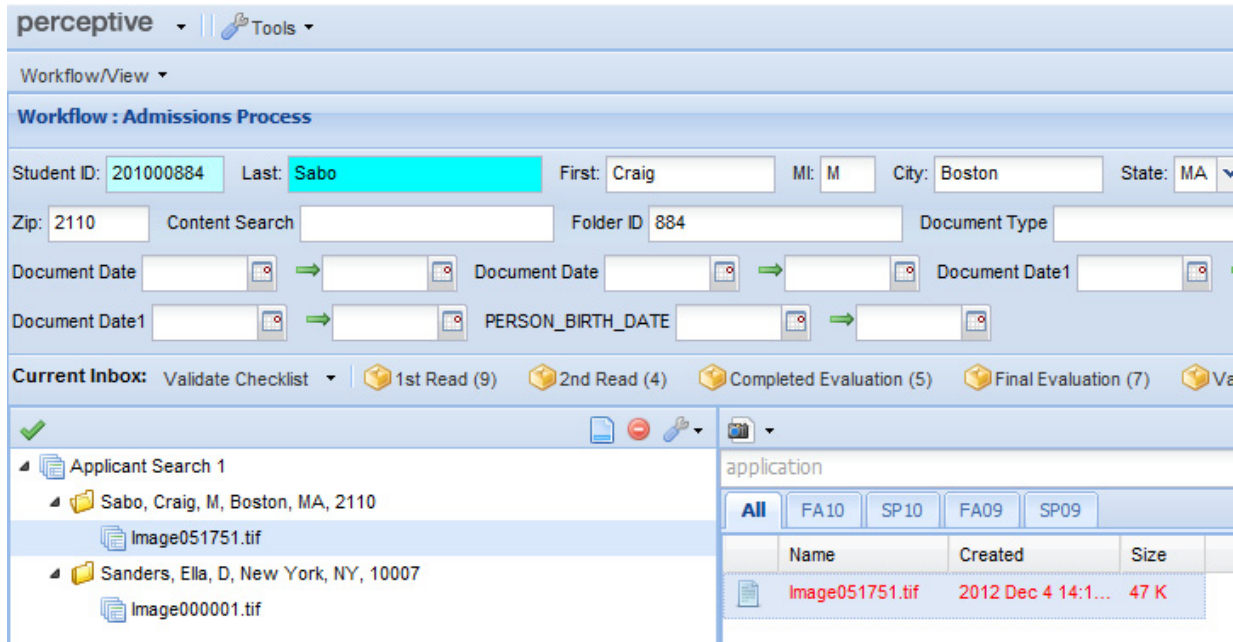 perceptive Tools
Workflow/View
Workflow : Admissions Process
Student ID: 201000884 Last: Sabo First: Craig MI: M City: Boston State: MA
Zip: 2110 Content Search Folder ID 884 Document Type
Document Date Document Date Document Date1
Document Date1 PERSON_BIRTH_DATE
Current Inbox: Validate Checklist 1st Read (9) 2nd Read (4) Completed Evaluation (5) Final Evaluation (7) Va
Applicant Search 1
Sabo, Craig, M, Boston, MA, 2110
Image051751.tif
Sanders, Ella, D, New York, NY, 10007
Image000001.tif
application
All FA10 SP10 FA09 SP09
Name Created Size
Image051751.tif 2012 Dec 4 14:1... 47 K